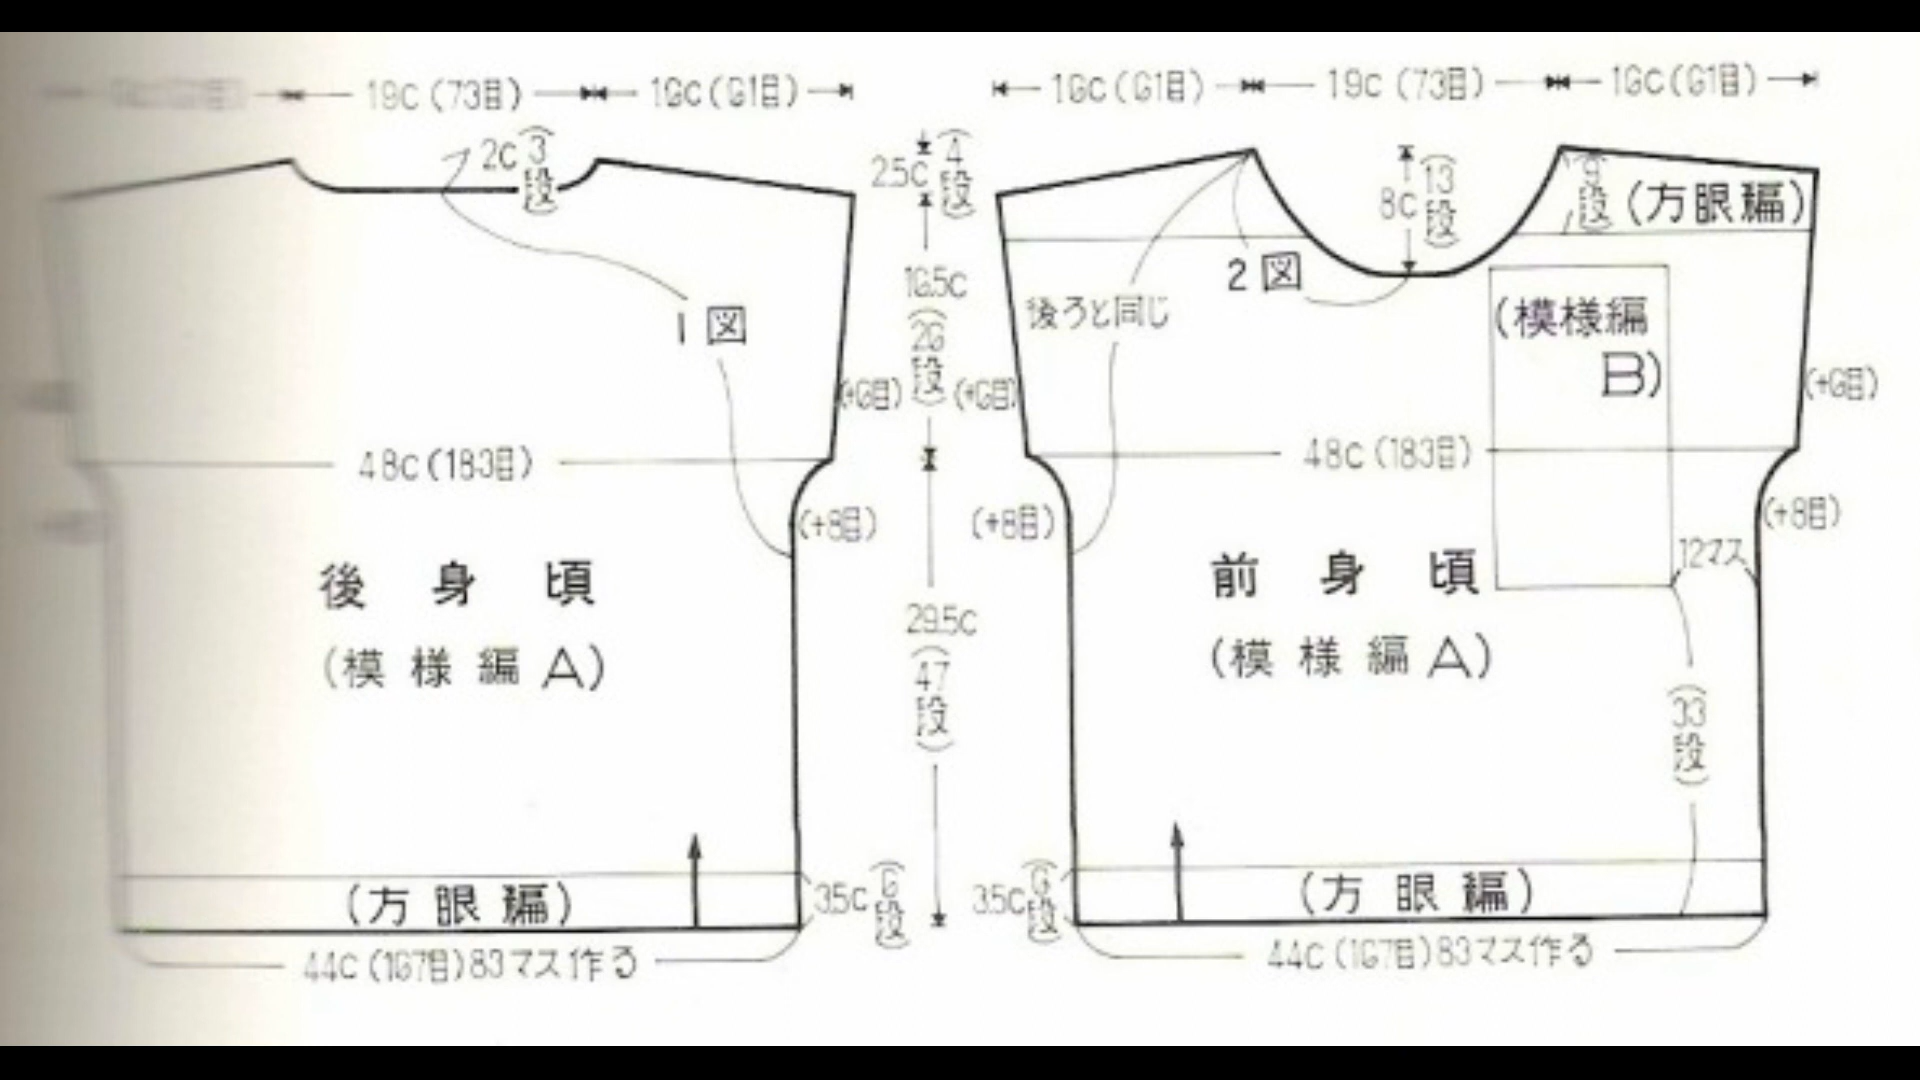 19c(73目)
16c(61目)
2c(3段)
2.5c(4段)
16.5c(26段)
1図
(+6目)
48c(183目)
(+8目)
後身頃
(模様編A)
29.5c(47段)
(方眼編)
3.5c(6段)
44c(167目)83マス作る
16c(61目)
19c(73目)
16c(61目)
8c(13段)
9段
(方眼編)
2図
後ろと同じ
(模様編
B)
(+6目)
(+6目)
48c(183目)
(+8目)
(+8目)
12マス
前身頃
(模様編A)
(33段)
(方眼編)
3.5c(6段)
44c(167目)83マス作る